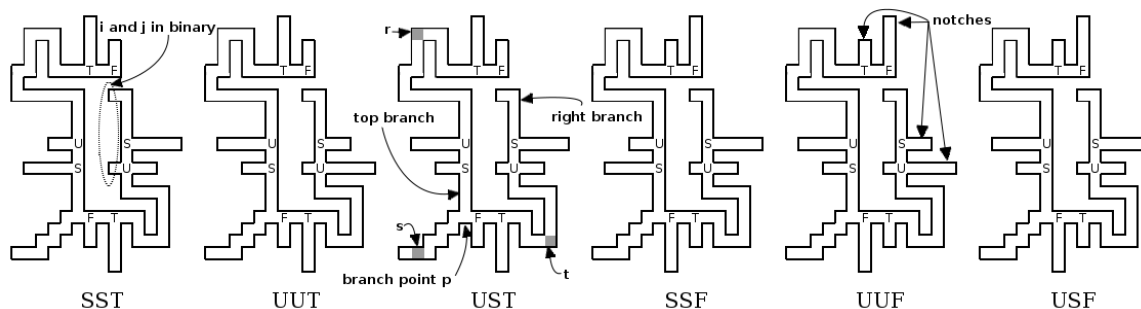 i and j in binary
r
notches
T F
T F
T F
T F
T F
T F
top branch
right branch
U S
U S
U S
U S
U S
U S
S U
S U
S U
S U
S U
S U
F T
F T
F T
F T
F T
F T
s
branch point p
t
SST
UUT
UST
SSF
UUF
USF